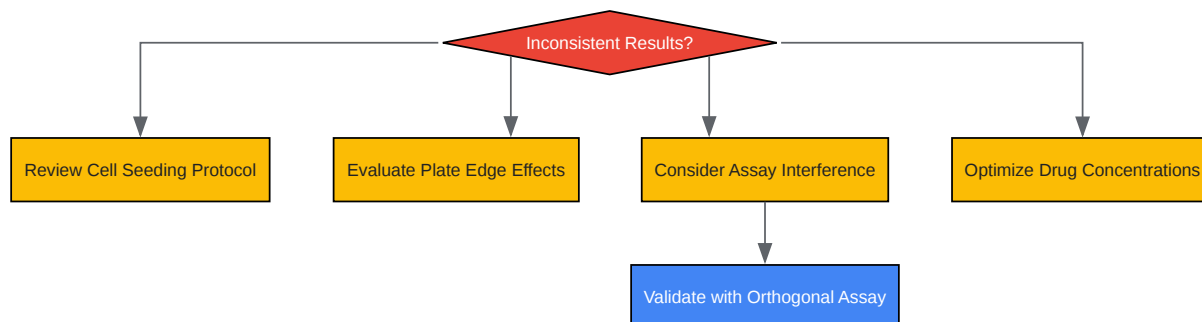 Inconsistent Results?
Review Cell Seeding Protocol
Evaluate Plate Edge Effects
Consider Assay Interference
Optimize Drug Concentrations
Validate with Orthogonal Assay